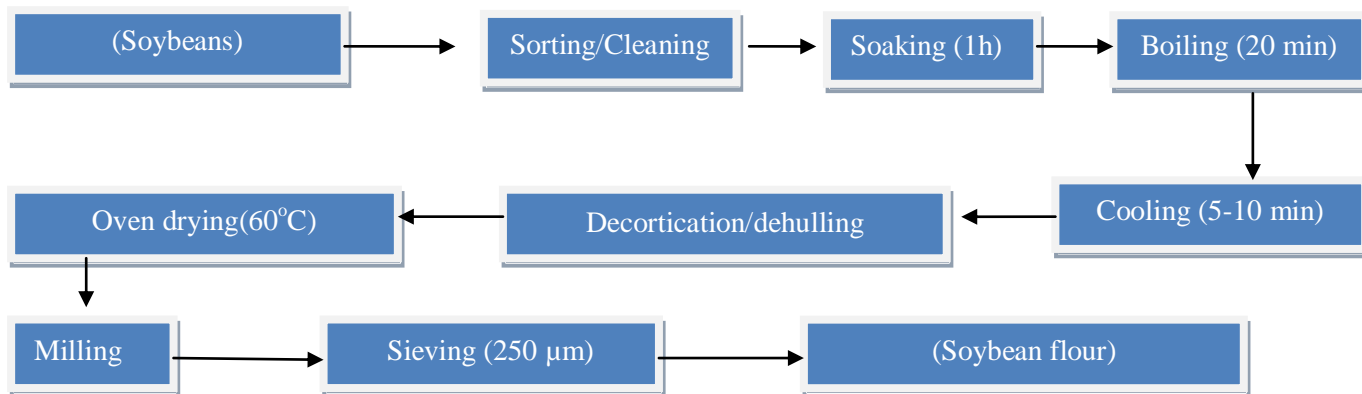 (Soybeans)
Sorting/Cleaning
Soaking (1h)
Boiling (20 min)
Cooling (5-10 min)
Decortication/dehulling
Oven drying(60°C)
Milling
Sieving (250 µm)
(Soybean flour)